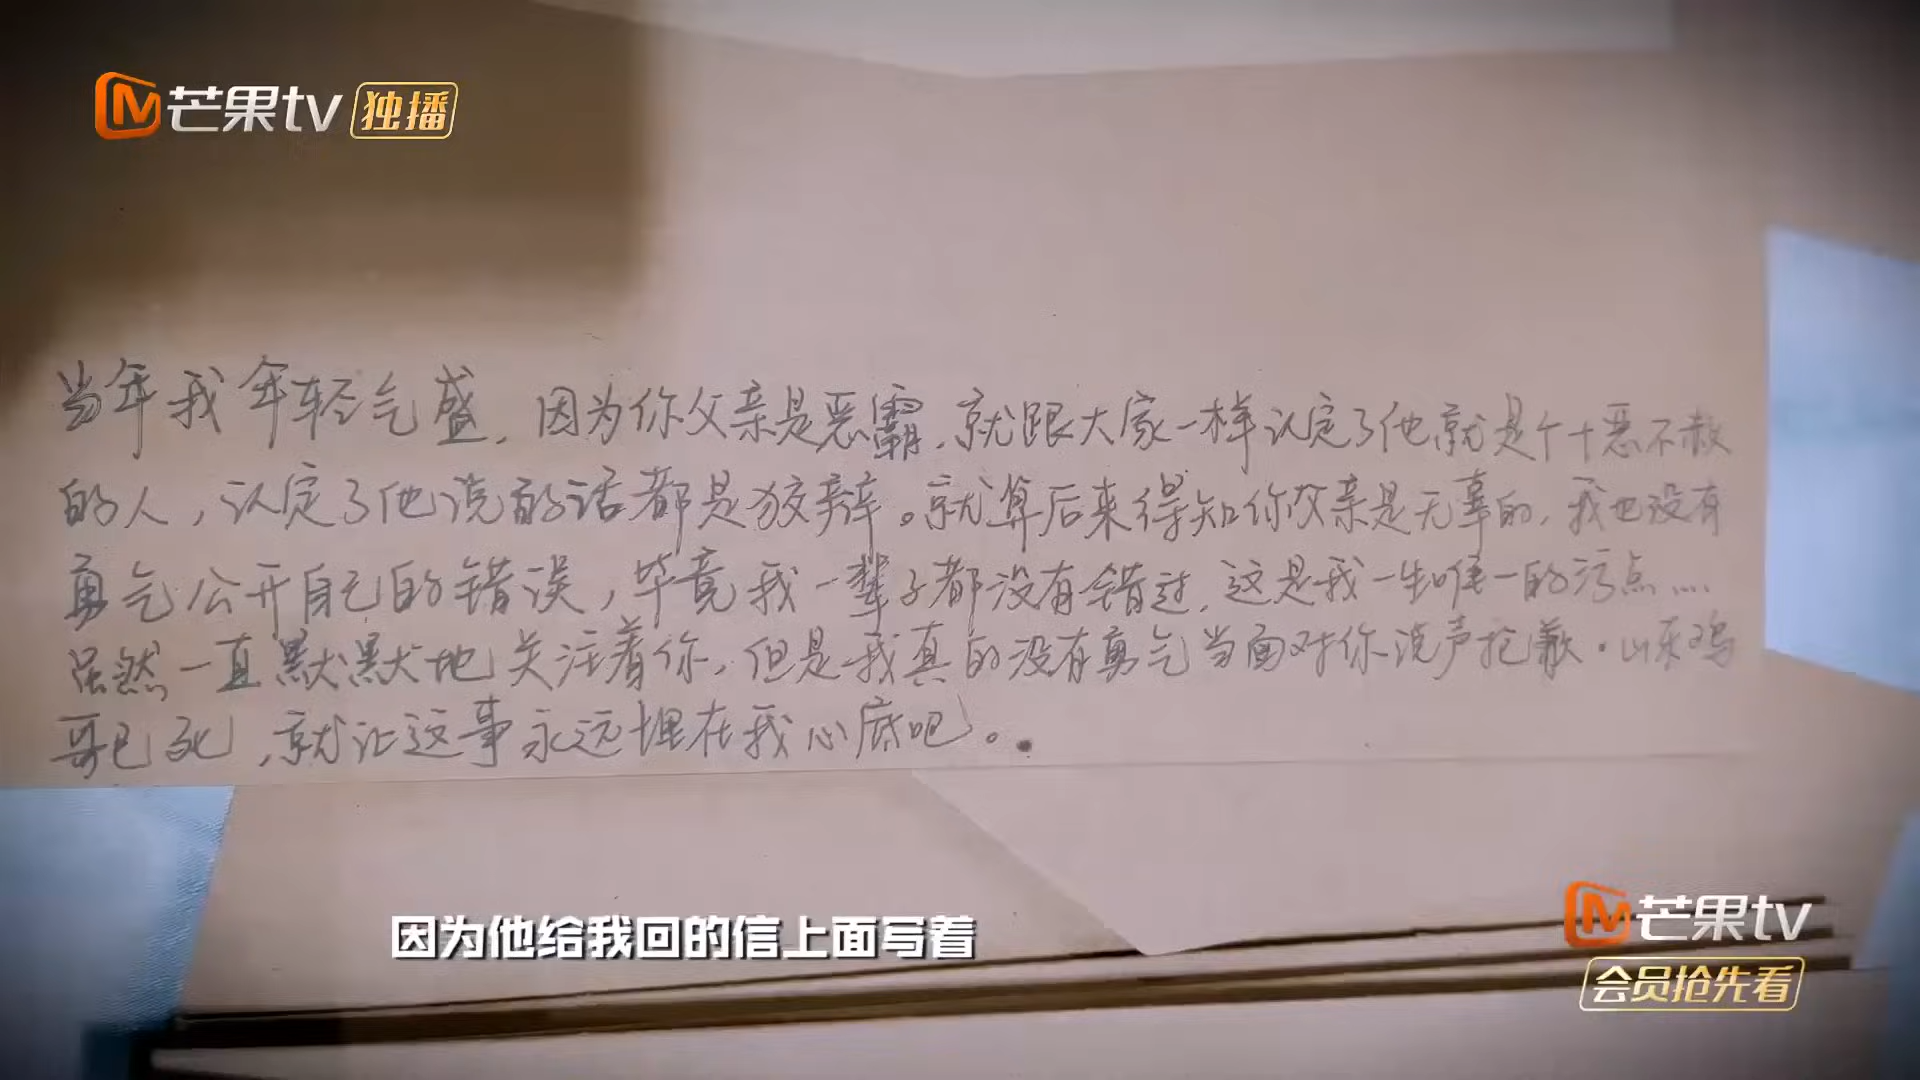 芒果tv 独播
当年我年轻气盛，因为你父亲是恶霸，就跟大家一样认定了他就是个十恶不赦
的人，认定了他说的话都是狡辩。就算后来得知你父亲是无辜的，我也没有
勇气公开自己的错误，毕竟我一辈子都没有错过，这是我一生唯一的污点……
虽然一直默默地关注着你，但是我真的没有勇气当面对你说声抱歉。山东鸡
哥已死，就让这事永远埋在我心底吧。
因为他给我回的信上面写着
芒果tv
会员抢先看